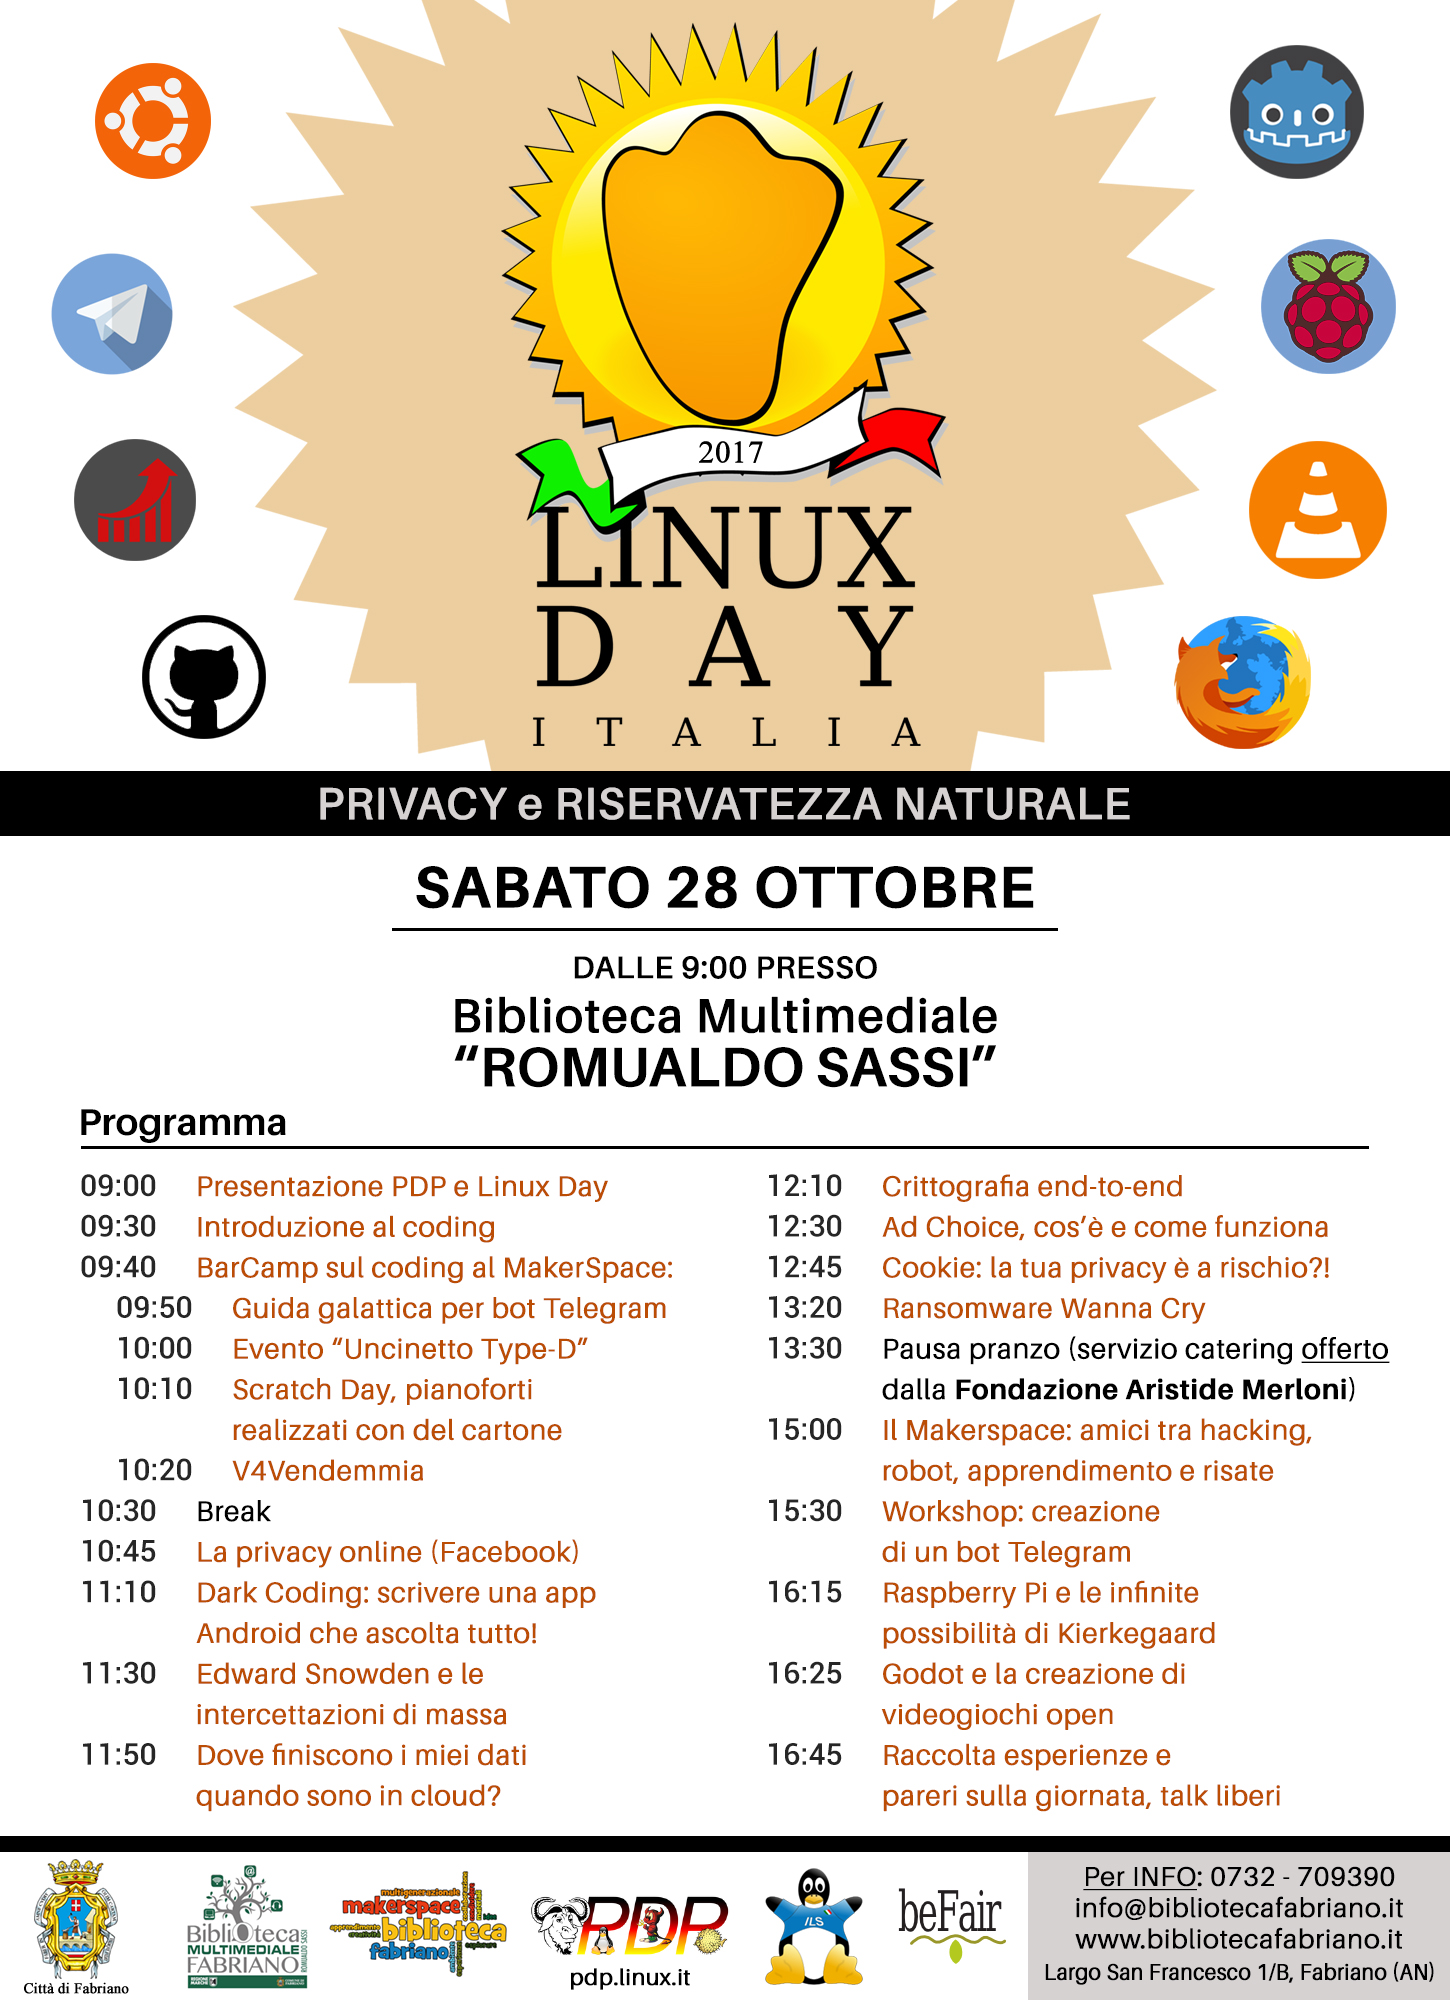 2017
LINUX
DAY
ITALIA
PRIVACY e RISERVATEZZA NATURALE
SABATO 28 OTTOBRE
DALLE 9:00 PRESSO
Biblioteca Multimediale
“ROMUALDO SASSI”
Programma
09:00 Presentazione PDP e Linux Day
09:30 Introduzione al coding
09:40 BarCamp sul coding al MakerSpace:
09:50 Guida galattica per bot Telegram
10:00 Evento “Uncinetto Type-D”
10:10 Scratch Day, pianoforti
realizzati con del cartone
10:20 V4Vendemmia
10:30 Break
10:45 La privacy online (Facebook)
11:10 Dark Coding: scrivere una app
Android che ascolta tutto!
11:30 Edward Snowden e le
intercettazioni di massa
11:50 Dove finiscono i miei dati
quando sono in cloud?
12:10 Crittografia end-to-end
12:30 Ad Choice, cos’è e come funziona
12:45 Cookie: la tua privacy è a rischio?!
13:20 Ransomware Wanna Cry
13:30 Pausa pranzo (servizio catering offerto
dalla Fondazione Aristide Merloni)
15:00 Il Makerspace: amici tra hacking,
robot, apprendimento e risate
15:30 Workshop: creazione
di un bot Telegram
16:15 Raspberry Pi e le infinite
possibilità di Kierkegaard
16:25 Godot e la creazione di
videogiochi open
16:45 Raccolta esperienze e
pareri sulla giornata, talk liberi
Città di Fabriano
BibliOteca
MULTIMEDIALE
FABRIANO
ROMUALDO SASSI
REGIONE
MARCHE
COMUNE DI
FABRIANO
multigenerazionale
makerspace
apprendimento
biblioteca
creatività
fabriano
PDP
pdp.linux.it
ILS
beFair
Per INFO: 0732 - 709390
info@bibliotecafabriano.it
www.bibliotecafabriano.it
Largo San Francesco 1/B, Fabriano (AN)